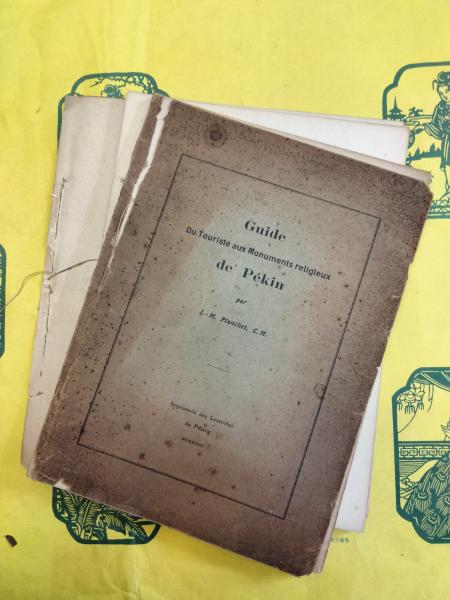 Guide
Du Touriste aux Monuments religieux
de Pékin
par
J.-M. Planchet, C. M.
Imprimerie des Lazaristes
du Pétang